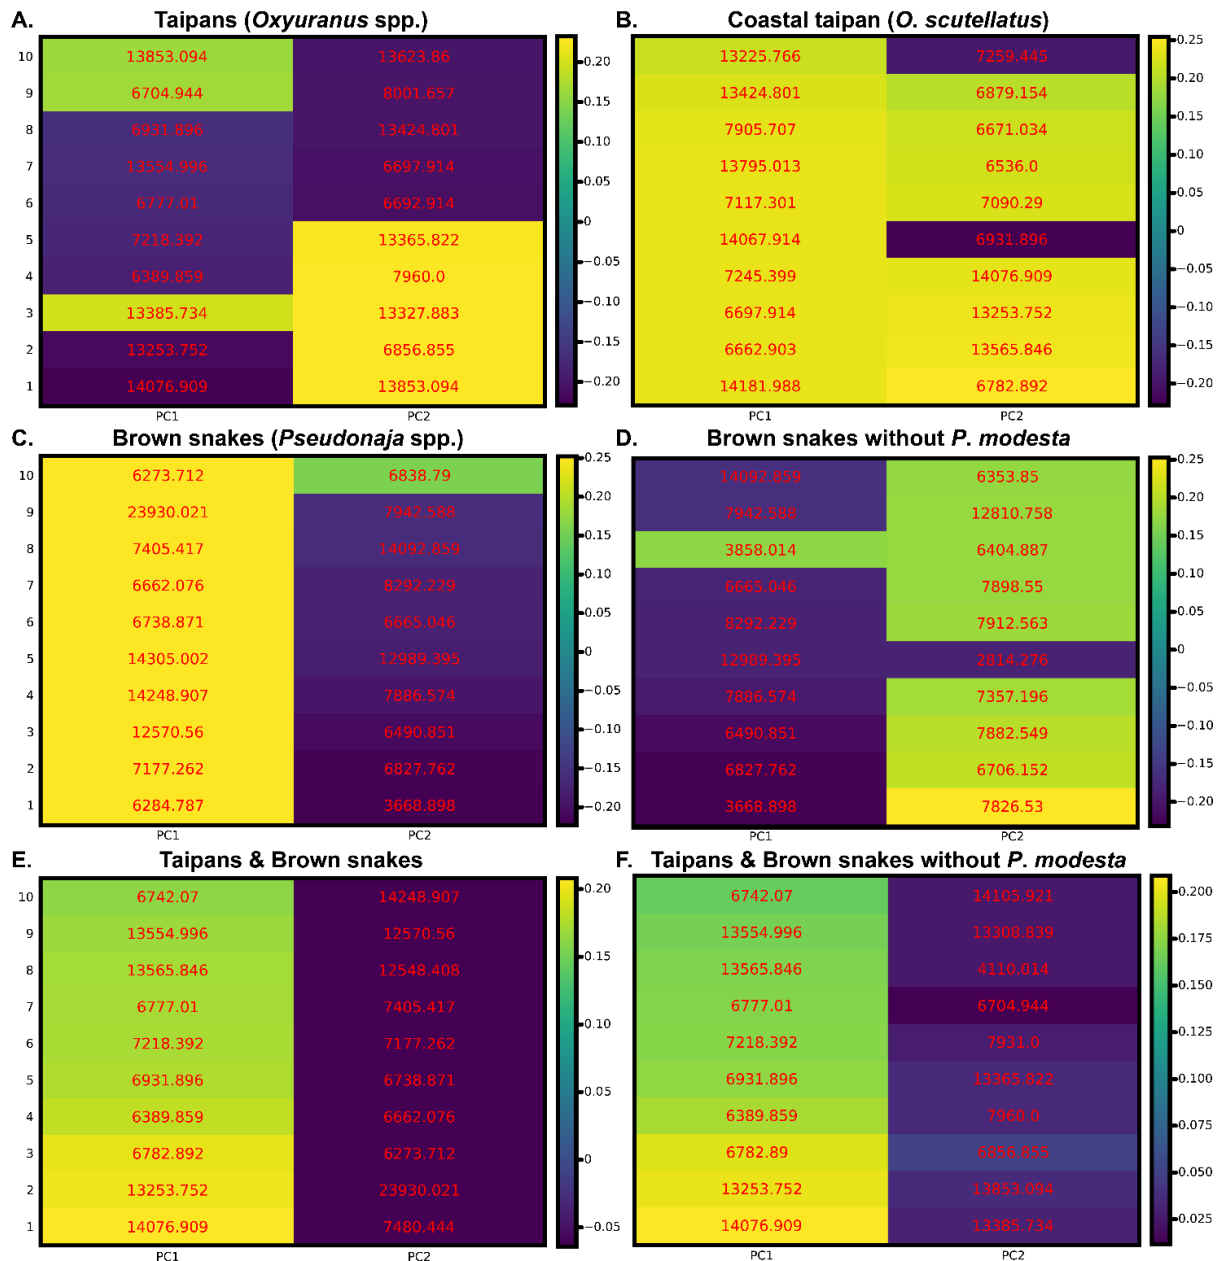 A. Taipans (Oxyuranus spp.)
10 13853.094 13623.86 0.20
9 6704.944 8001.657 0.15
8 6931.896 13424.801 0.10
7 13554.996 6697.914 0.05
6 6777.01 6692.914 0
5 7218.392 13365.822 −0.05
4 6389.859 7960.0 −0.10
3 13385.734 13327.883 −0.15
2 13253.752 6856.855 −0.20
1 14076.909 13853.094
PC1 PC2
B. Coastal taipan (O. scutellatus)
13225.766 7259.445 0.25
13424.801 6879.154 0.20
7905.707 6671.034 0.15
13795.013 6536.0 0.10
7117.301 7090.29 0.05
14067.914 6931.896 0
7245.399 14076.909 −0.05
6697.914 13253.752 −0.10
6662.903 13565.846 −0.15
14181.988 6782.892 −0.20
PC1 PC2
C. Brown snakes (Pseudonaja spp.)
10 6273.712 6838.79 0.25
9 23930.021 7942.588 0.20
8 7405.417 14092.859 0.15
7 6662.076 8292.229 0.10
6 6738.871 6665.046 0.05
5 14305.002 12989.395 0
4 14248.907 7886.574 −0.05
3 12570.56 6490.851 −0.10
2 7177.262 6827.762 −0.15
1 6284.787 3668.898 −0.20
PC1 PC2
D. Brown snakes without P. modesta
14092.859 6353.85 0.25
7942.588 12810.758 0.20
3858.014 6404.887 0.15
6665.046 7898.55 0.10
8292.229 7912.563 0.05
12989.395 2814.276 0
7886.574 7357.196 −0.05
6490.851 7882.549 −0.10
6827.762 6706.152 −0.15
3668.898 7826.53 −0.20
PC1 PC2
E. Taipans & Brown snakes
10 6742.07 14248.907 0.20
9 13554.996 12570.56 0.15
8 13565.846 12548.408 0.10
7 6777.01 7405.417 0.05
6 7218.392 7177.262 0
5 6931.896 6738.871 −0.05
4 6389.859 6662.076
3 6782.892 6273.712
2 13253.752 23930.021
1 14076.909 7480.444
PC1 PC2
F. Taipans & Brown snakes without P. modesta
6742.07 14105.921 0.200
13554.996 13308.839 0.175
13565.846 4110.014 0.150
6777.01 6704.944 0.125
7218.392 7931.0 0.100
6931.896 13365.822 0.075
6389.859 7960.0 0.050
6782.89 6856.855 0.025
13253.752 13853.094
14076.909 13385.734
PC1 PC2